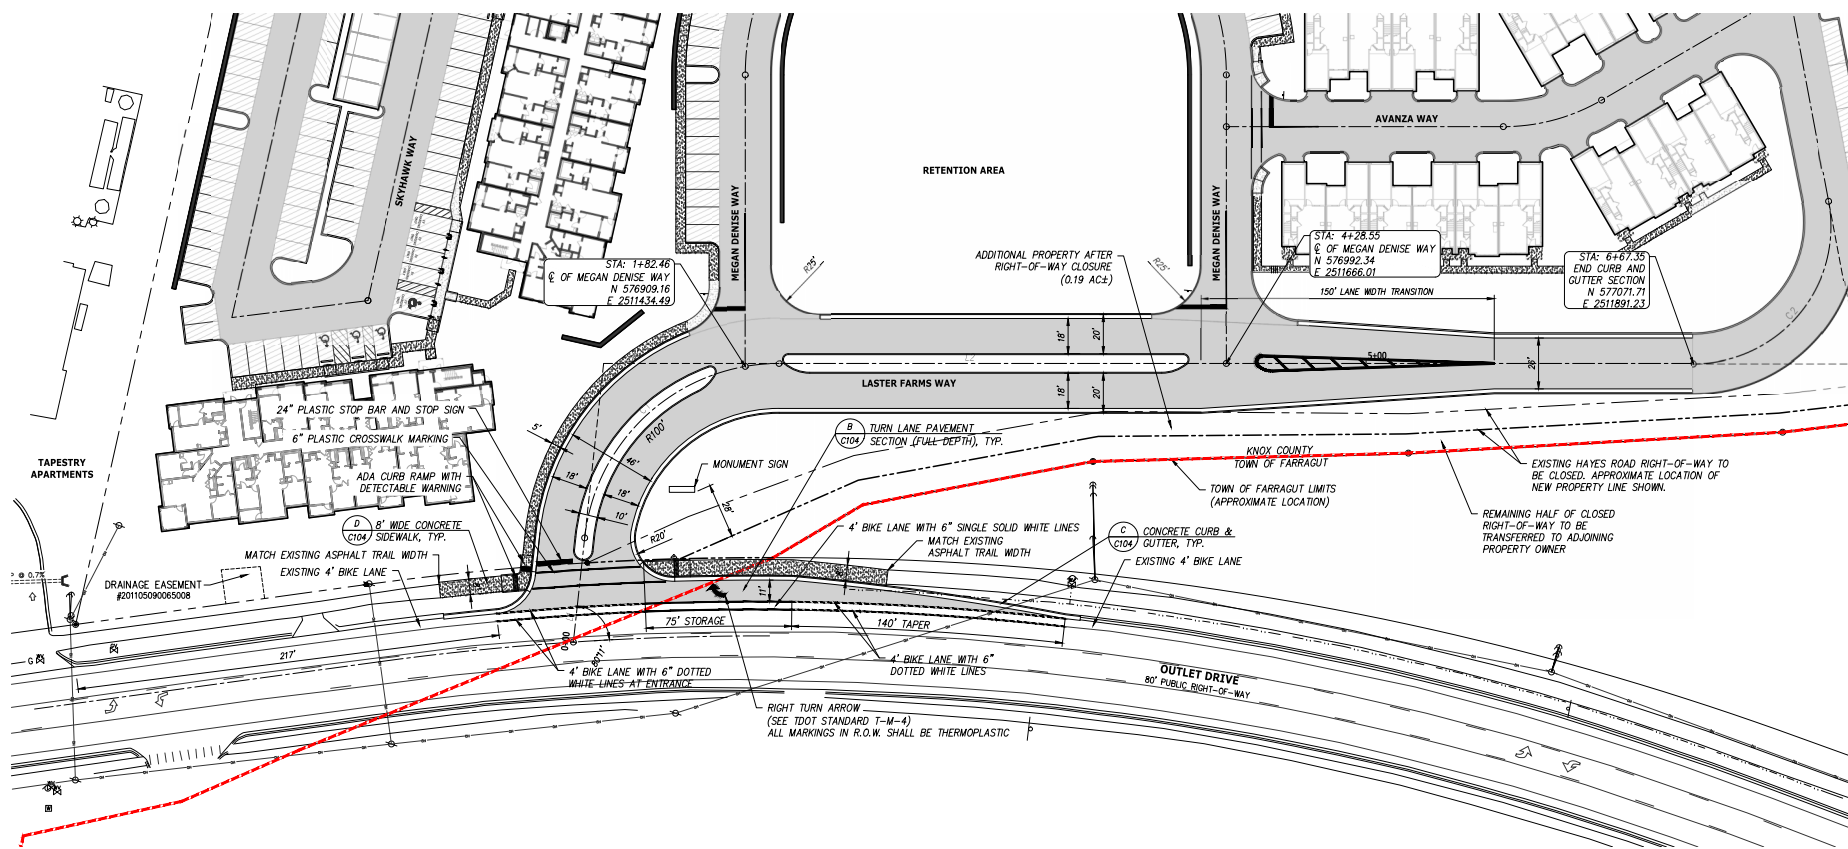 SKYHAWK WAY
MEGAN DENISE WAY
RETENTION AREA
MEGAN DENISE WAY
AVANZA WAY
R25'
R25'
ADDITIONAL PROPERTY AFTER
RIGHT-OF-WAY CLOSURE
(0.19 AC±)
STA: 1+82.46
℄ OF MEGAN DENISE WAY
N 576909.16
E 2511434.49
STA: 4+28.55
℄ OF MEGAN DENISE WAY
N 576992.34
E 2511666.01
STA: 6+67.35
END CURB AND
GUTTER SECTION
N 577071.71
E 2511891.23
150' LANE WIDTH TRANSITION
C2
18'
20'
L2
5+00
26'
LASTER FARMS WAY
18'
20'
24" PLASTIC STOP BAR AND STOP SIGN
6" PLASTIC CROSSWALK MARKING
ADA CURB RAMP WITH
DETECTABLE WARNING
TAPESTRY
APARTMENTS
5'
R100'
46'
18'
18'
10'
R20'
28'
B
C104
TURN LANE PAVEMENT
SECTION (FULL DEPTH), TYP.
MONUMENT SIGN
KNOX COUNTY
TOWN OF FARRAGUT
TOWN OF FARRAGUT LIMITS
(APPROXIMATE LOCATION)
EXISTING HAYES ROAD RIGHT-OF-WAY TO
BE CLOSED. APPROXIMATE LOCATION OF
NEW PROPERTY LINE SHOWN.
REMAINING HALF OF CLOSED
RIGHT-OF-WAY TO BE
TRANSFERRED TO ADJOINING
PROPERTY OWNER
D
C104
8' WIDE CONCRETE
SIDEWALK, TYP.
MATCH EXISTING ASPHALT TRAIL WIDTH
EXISTING 4' BIKE LANE
4' BIKE LANE WITH 6" SINGLE SOLID WHITE LINES
MATCH EXISTING
ASPHALT TRAIL WIDTH
C
C104
CONCRETE CURB &
GUTTER, TYP.
EXISTING 4' BIKE LANE
@ 0.7%
DRAINAGE EASEMENT
#201105090065008
11'
75' STORAGE
140' TAPER
0+00
80°11'
217'
G
4' BIKE LANE WITH 6" DOTTED
WHITE LINES AT ENTRANCE
4' BIKE LANE WITH 6"
DOTTED WHITE LINES
OUTLET DRIVE
80' PUBLIC RIGHT-OF-WAY
RIGHT TURN ARROW
(SEE TDOT STANDARD T-M-4)
ALL MARKINGS IN R.O.W. SHALL BE THERMOPLASTIC